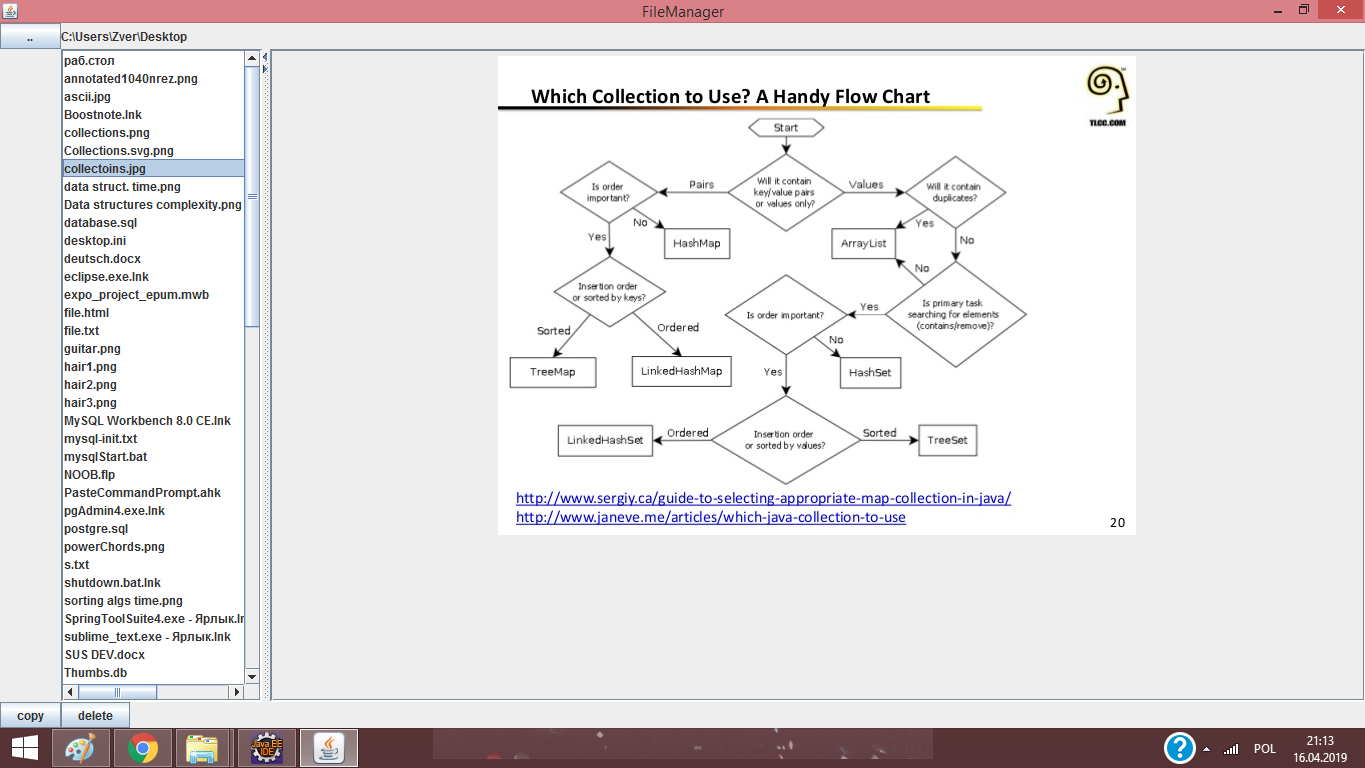 FileManager
..
C:\Users\Zver\Desktop
раб.стол
annotated1040nrez.png
ascii.jpg
Boostnote.lnk
collections.png
Collections.svg.png
collectoins.jpg
data struct. time.png
Data structures complexity.png
database.sql
desktop.ini
deutsch.docx
eclipse.exe.lnk
expo_project_epum.mwb
file.html
file.txt
guitar.png
hair1.png
hair2.png
hair3.png
MySQL Workbench 8.0 CE.lnk
mysql-init.txt
mysqlStart.bat
NOOB.flp
PasteCommandPrompt.ahk
pgAdmin4.exe.lnk
postgre.sql
powerChords.png
s.txt
shutdown.bat.lnk
sorting algs time.png
SpringToolSuite4.exe - Ярлык.ln
sublime_text.exe - Ярлык.lnk
SUS DEV.docx
Thumbs.db
Which Collection to Use? A Handy Flow Chart
TLCC.COM
Start
Will it contain
key/value pairs
or values only?
Pairs
Values
Is order
important?
Will it contain
duplicates?
No
Yes
Yes
No
HashMap
ArrayList
No
Insertion order
or sorted by keys?
Is order important?
Yes
Is primary task
searching for elements
(contains/remove)?
Sorted
Ordered
No
Yes
TreeMap
LinkedHashMap
HashSet
LinkedHashSet
Ordered
Insertion order
or sorted by values?
Sorted
TreeSet
http://www.sergiy.ca/guide-to-selecting-appropriate-map-collection-in-java/
http://www.janeve.me/articles/which-java-collection-to-use
20
copy
delete
Java EE
IDE
?
POL
21:13
16.04.2019